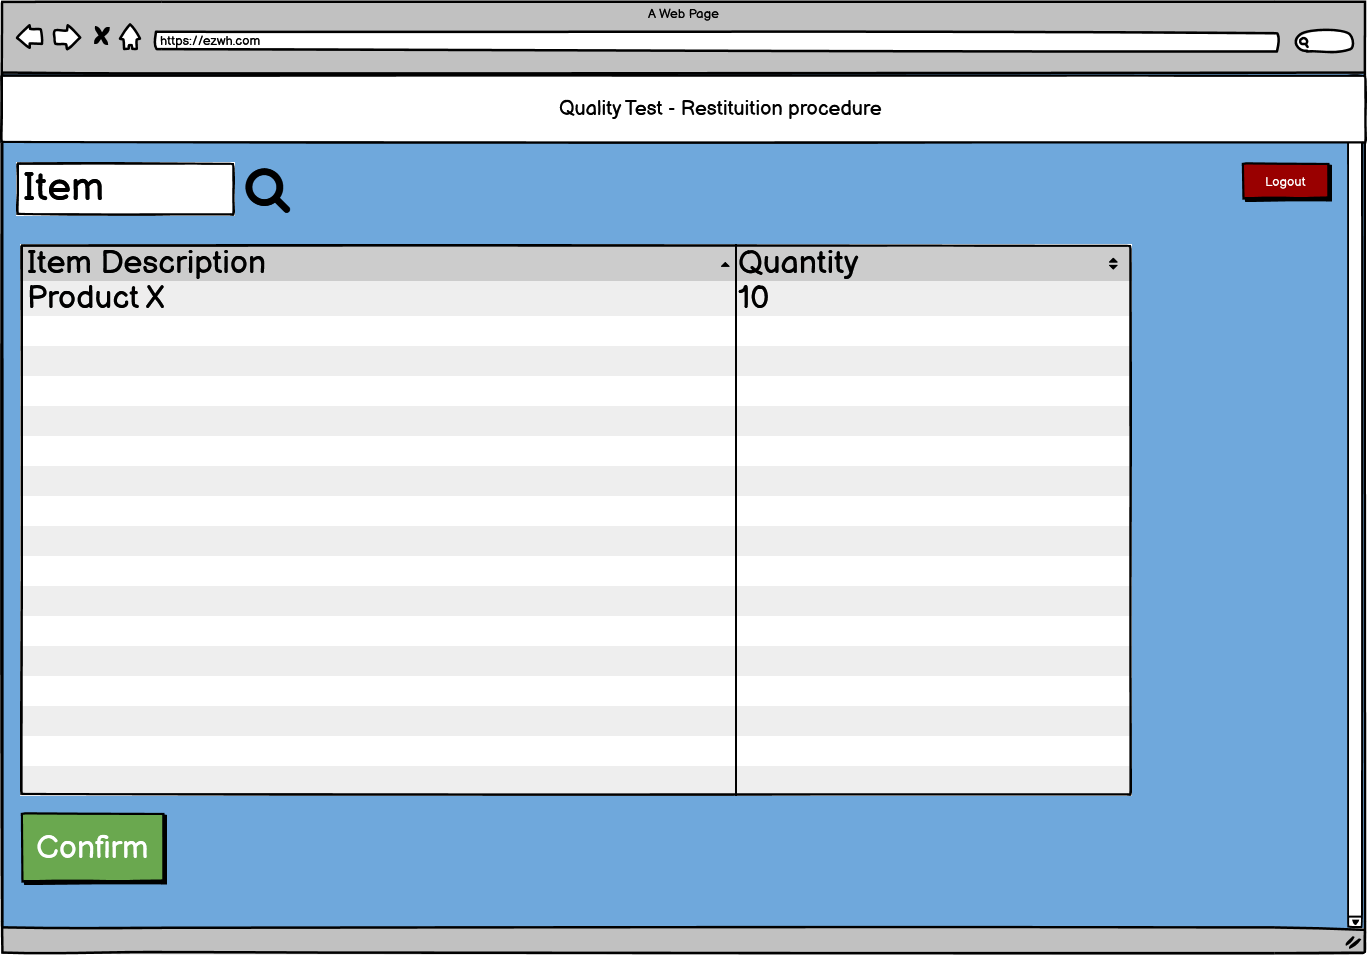 A Web Page
https://ezwh.com
Quality Test - Restituition procedure
Item
Logout
Item Description Quantity
Product X 10
Confirm